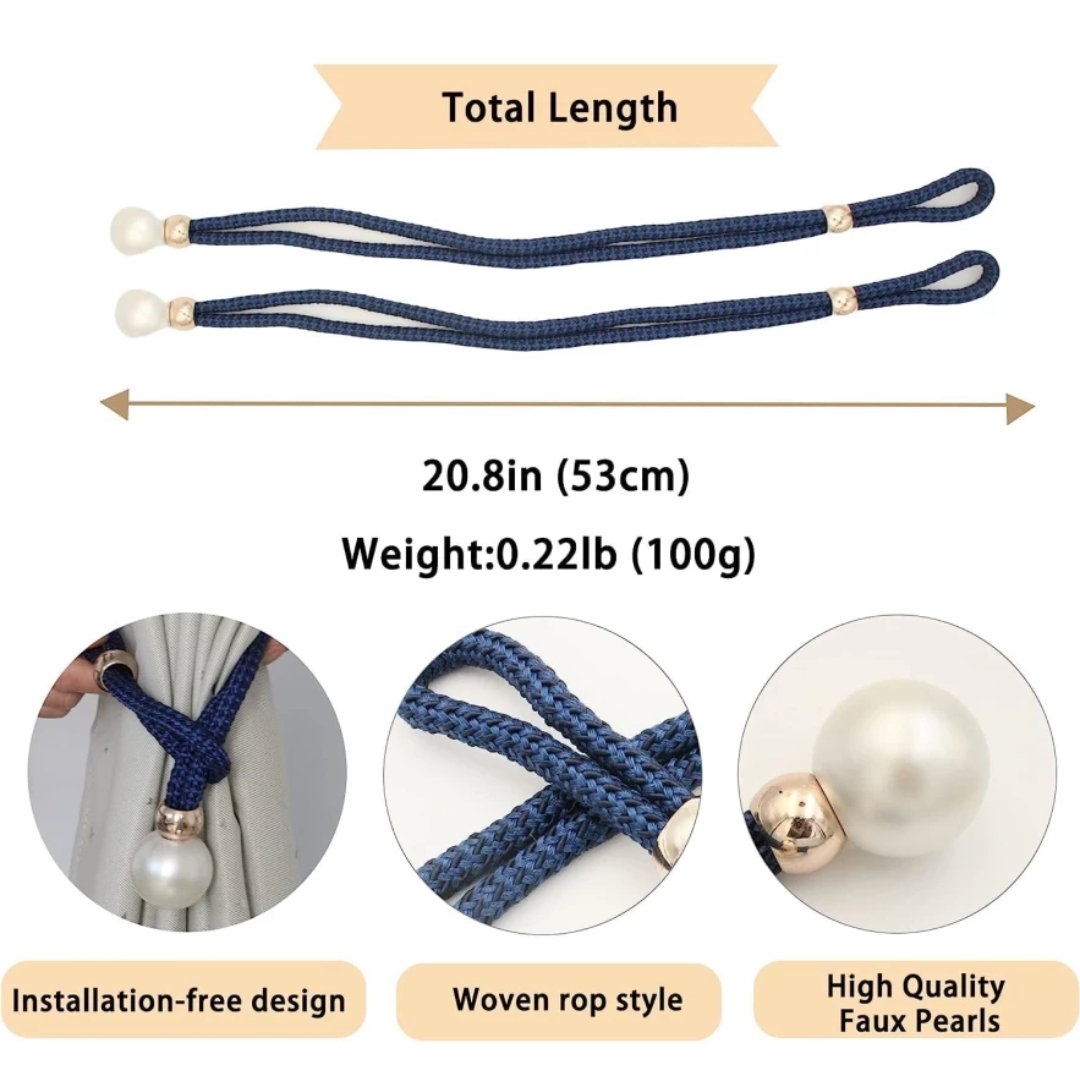 Total Length
20.8in (53cm)
Weight:0.22lb (100g)
Installation-free design
Woven rop style
High Quality
Faux Pearls